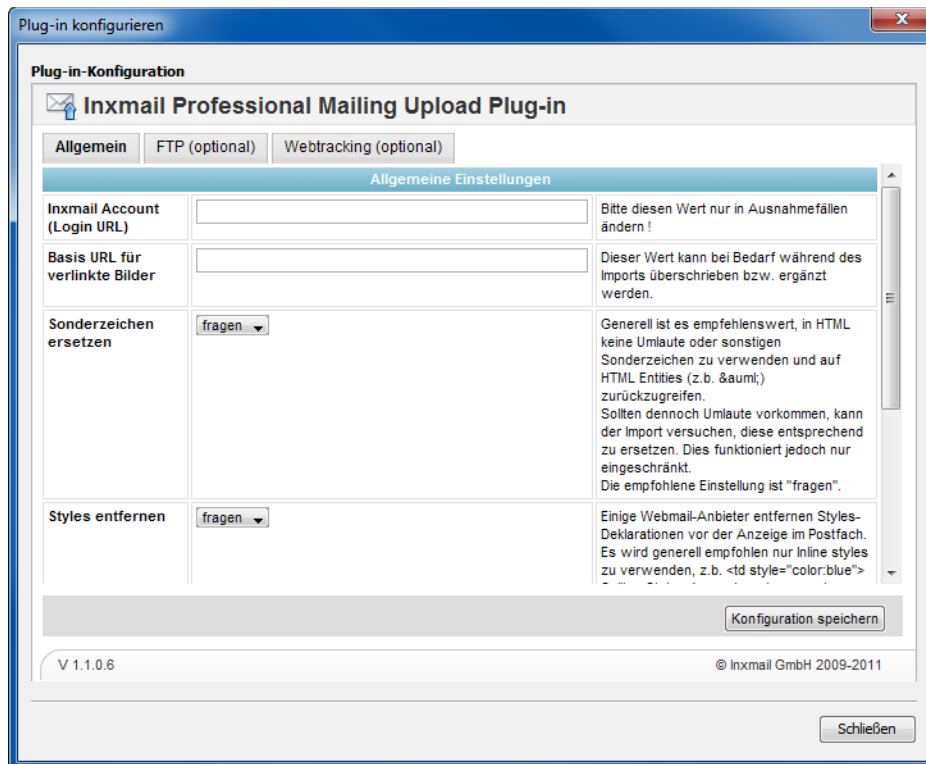 Plug-in konfigurieren
x
Plug-in-Konfiguration
Inxmail Professional Mailing Upload Plug-in
Allgemein
FTP (optional)
Webtracking (optional)
Allgemeine Einstellungen
Inxmail Account
(Login URL)
Bitte diesen Wert nur in Ausnahmefällen
ändern !
Basis URL für
verlinkte Bilder
Dieser Wert kann bei Bedarf während des
Imports überschrieben bzw. ergänzt
werden.
Sonderzeichen
ersetzen
fragen
Generell ist es empfehlenswert, in HTML
keine Umlaute oder sonstigen
Sonderzeichen zu verwenden und auf
HTML Entities (z.b. &auml;)
zurückzugreifen.
Sollten dennoch Umlaute vorkommen, kann
der Import versuchen, diese entsprechend
zu ersetzen. Dies funktioniert jedoch nur
eingeschränkt.
Die empfohlene Einstellung ist "fragen".
Styles entfernen
fragen
Einige Webmail-Anbieter entfernen Styles-
Deklarationen vor der Anzeige im Postfach.
Es wird generell empfohlen nur Inline styles
zu verwenden, z.b. <td style="color:blue">
Konfiguration speichern
V 1.1.0.6
© Inxmail GmbH 2009-2011
Schließen